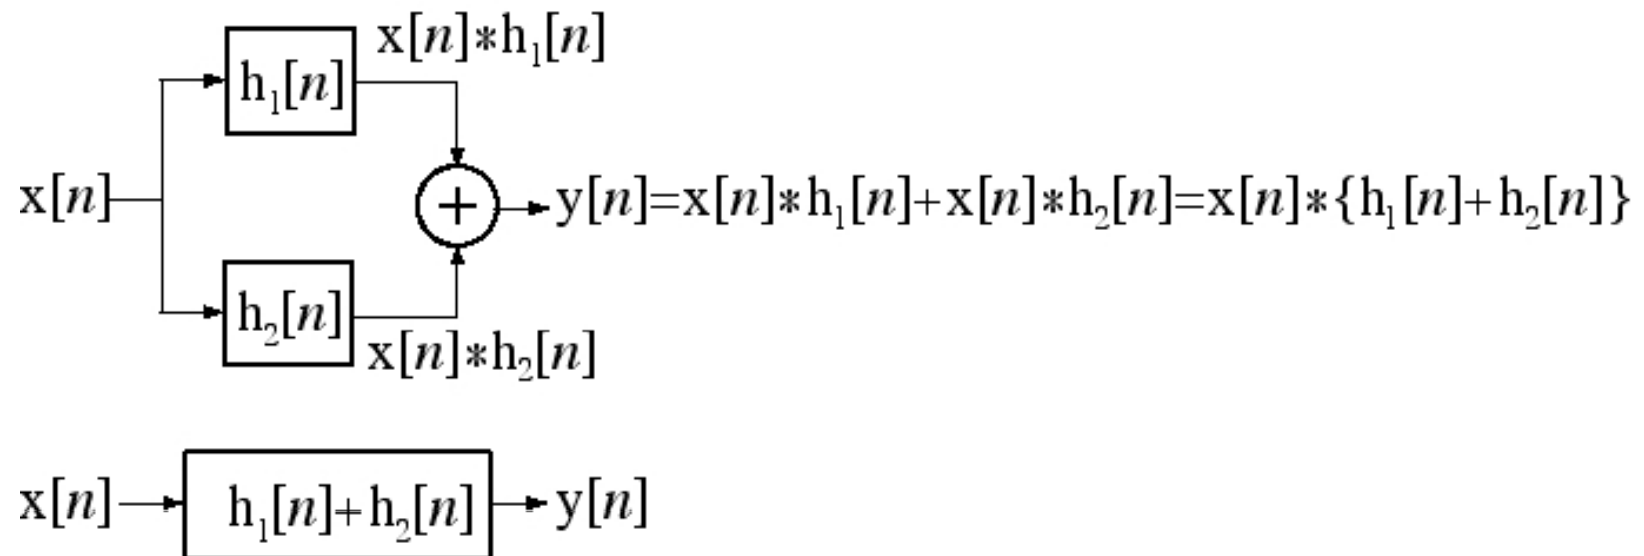 x[n]*h₁[n]
h₁[n]
x[n]
+
y[n]=x[n]*h₁[n]+x[n]*h₂[n]=x[n]*{h₁[n]+h₂[n]}
h₂[n]
x[n]*h₂[n]
x[n]
h₁[n]+h₂[n]
y[n]